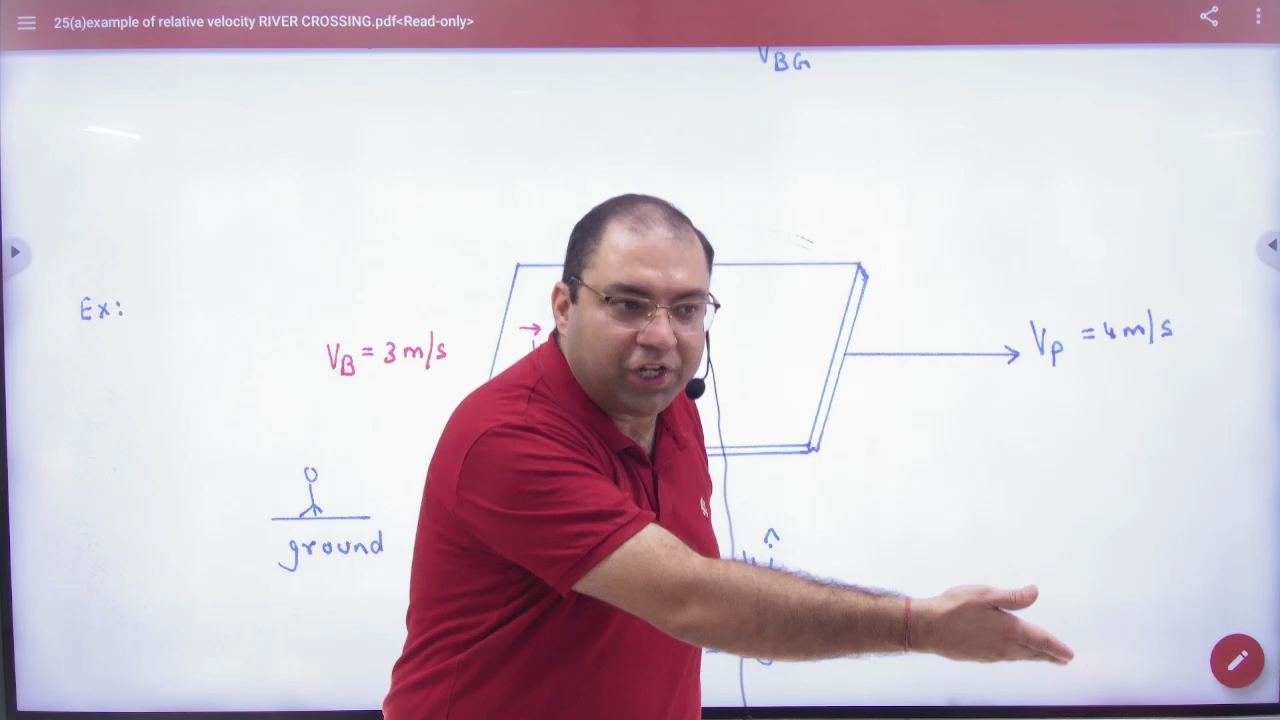 25(a)example of relative velocity RIVER CROSSING.pdf<Read-only>
VBG
Ex:
VB = 3 m/s
Vp = 4 m/s
ground